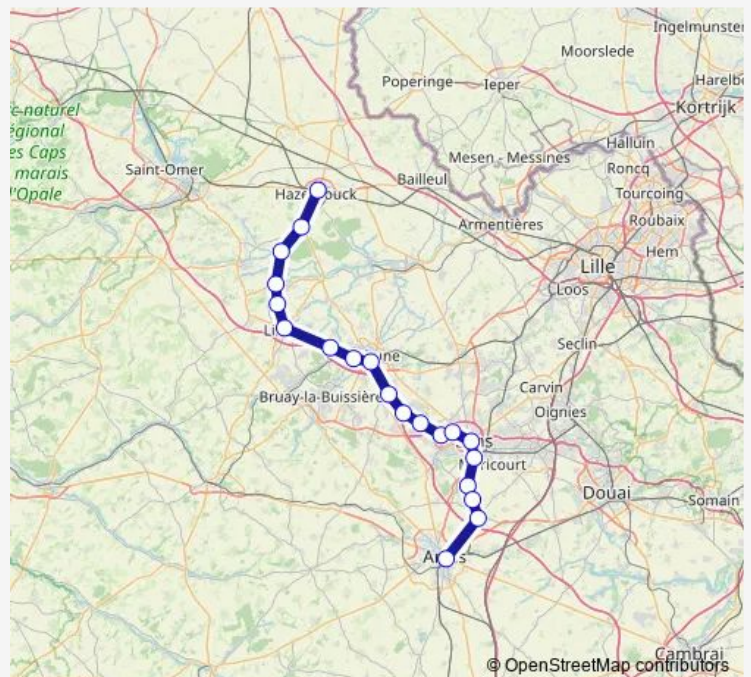 Ingelmunster
Moorslede
Poperinge
Ieper
Harelb
Kortrijk
c naturel
égional
es Caps
marais
l'Opale
Saint-Omer
Mesen - Messines
Halluin
Roncq
Bailleul
Tourcoing
Armentières
Roubaix
Hem
Lille
Loos
Seclin
Bruay-la-Buissière
Carvin
Oignies
Douai
Somain
Cambrai
© OpenStreetMap contributors